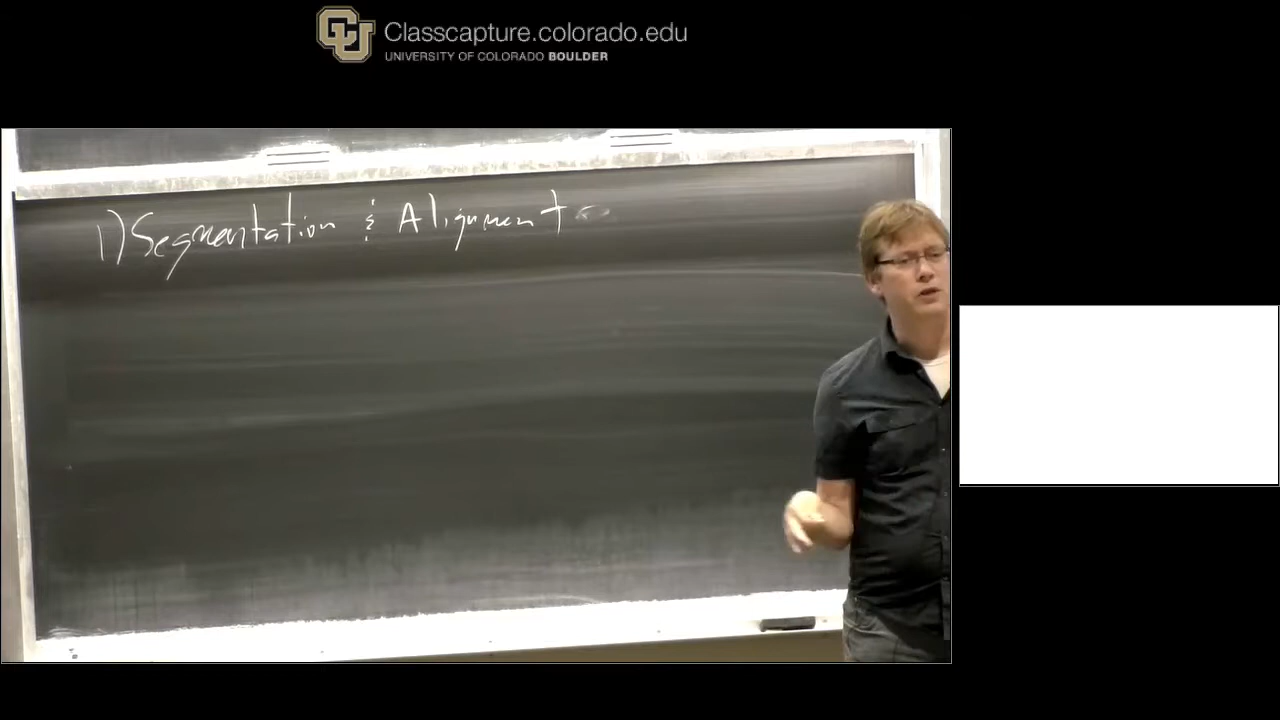 Classcapture.colorado.edu
UNIVERSITY OF COLORADO BOULDER
1) Segmentation & Alignment